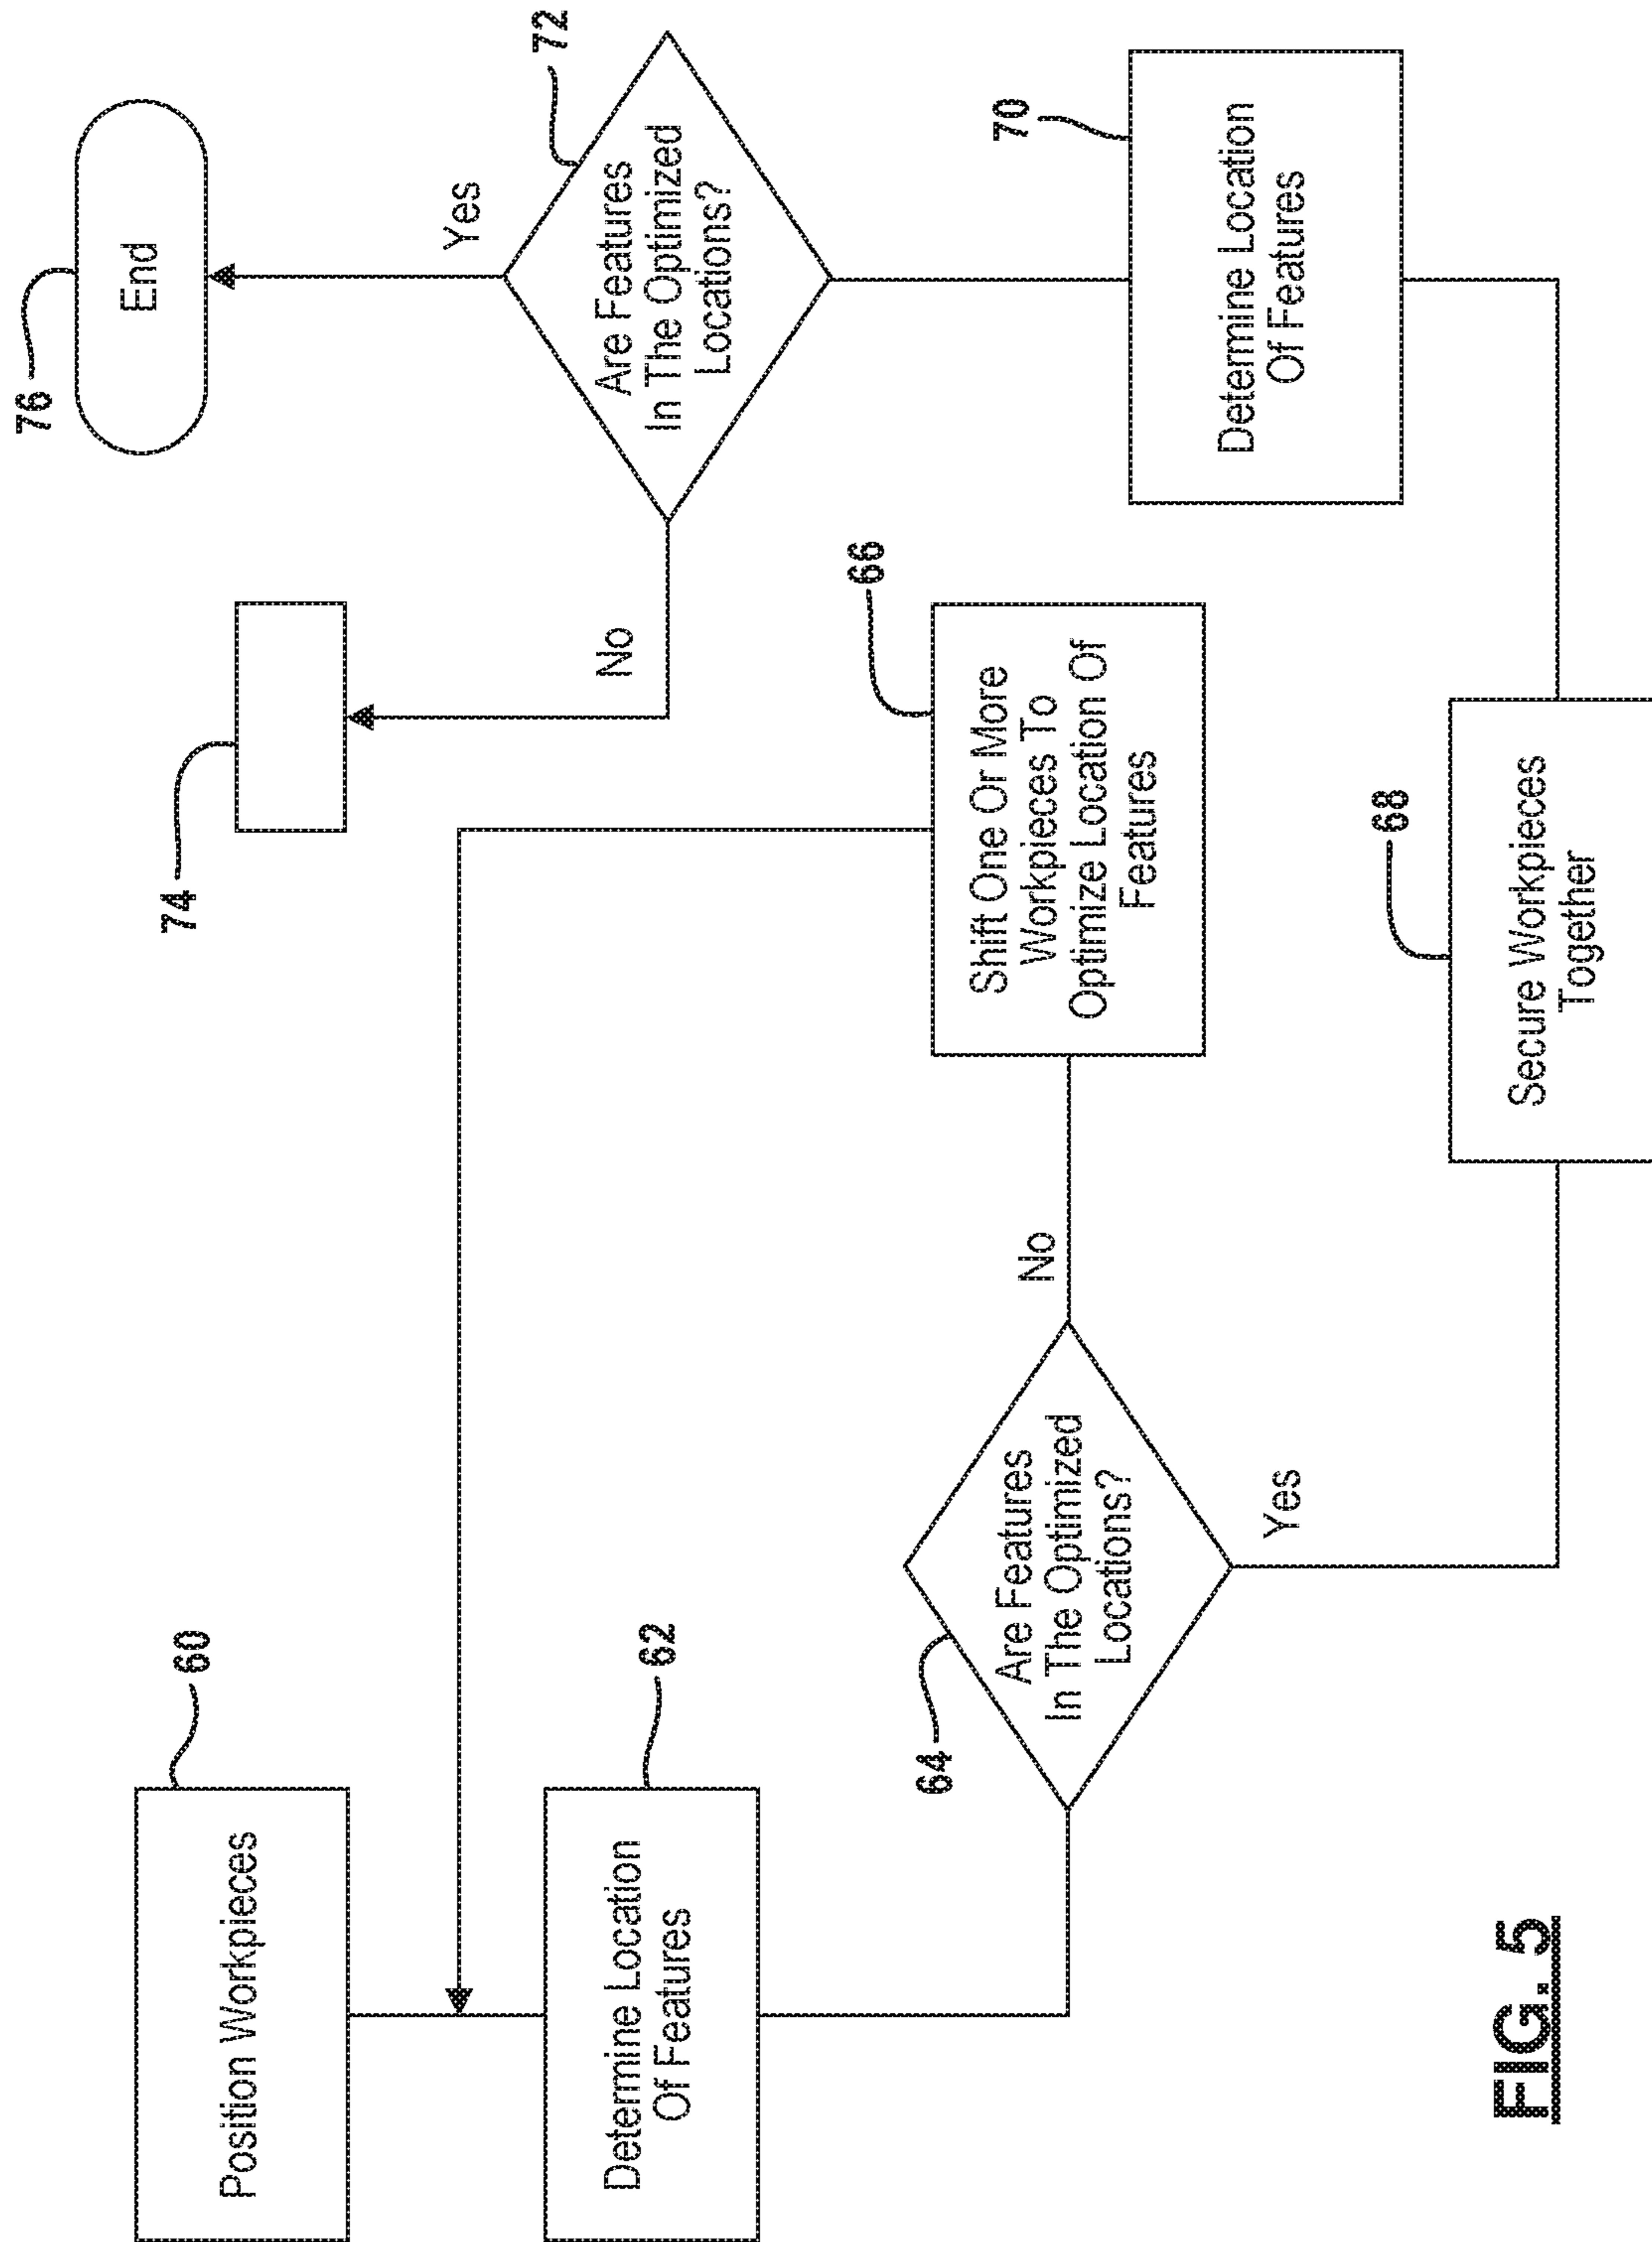 60
Position Workpieces
62
Determine Location
Of Features
64
Are Features
In The Optimized
Locations?
No
Yes
66
Shift One Or More
Workpieces To
Optimize Location Of
Features
68
Secure Workpieces
Together
70
Determine Location
Of Features
72
Are Features
In The Optimized
Locations?
No
Yes
74
76
End
FIG. 5